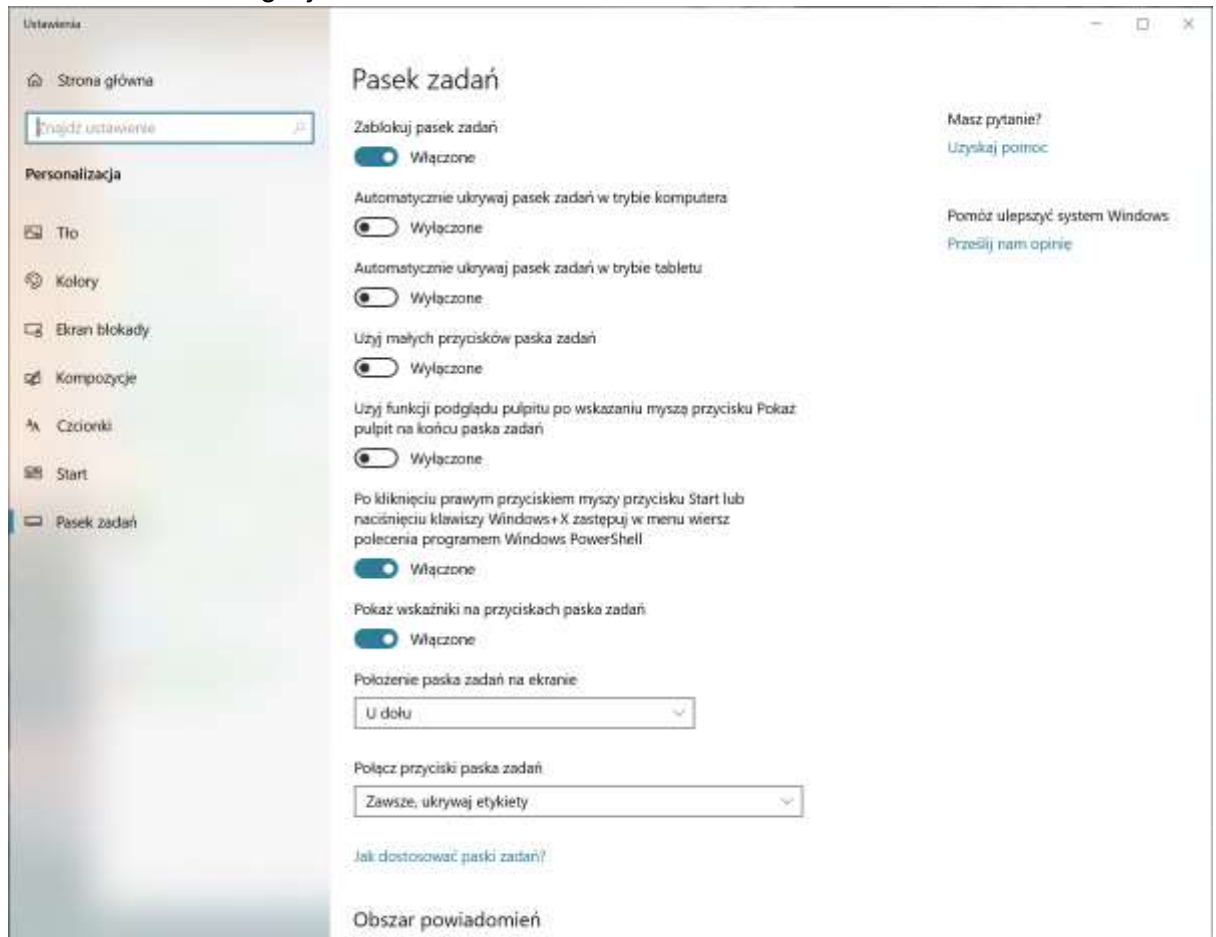 Ustawienia
Strona główna
Znajdź ustawienie
Personalizacja
Tło
Kolory
Ekran blokady
Kompozycje
Czcionki
Start
Pasek zadań
Pasek zadań
Zablokuj pasek zadań
Włączone
Automatycznie ukrywaj pasek zadań w trybie komputera
Wyłączone
Automatycznie ukrywaj pasek zadań w trybie tabletu
Wyłączone
Użyj małych przycisków paska zadań
Wyłączone
Użyj funkcji podglądu pulpitu po wskazaniu myszą przycisku Pokaż
pulpit na końcu paska zadań
Wyłączone
Po kliknięciu prawym przyciskiem myszy przycisku Start lub
naciśnięciu klawiszy Windows+X zastępuj w menu wiersz
polecenia programem Windows PowerShell
Włączone
Pokaż wskaźniki na przyciskach paska zadań
Włączone
Położenie paska zadań na ekranie
U dołu
Połącz przyciski paska zadań
Zawsze, ukrywaj etykiety
Jak dostosować paski zadań?
Obszar powiadomień
Masz pytanie?
Uzyskaj pomoc
Pomóż ulepszyć system Windows
Prześlij nam opinię